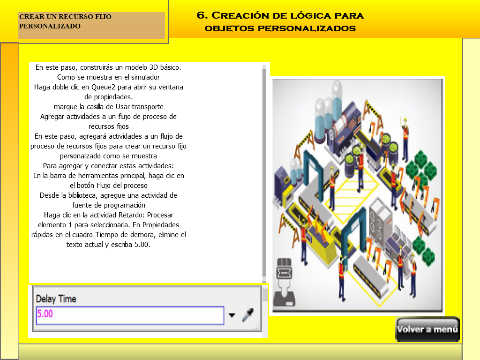 CREAR UN RECURSO FIJO
PERSONALIZADO
6. Creación de lógica para
objetos personalizados
En este paso, construirás un modelo 3D básico.
Como se muestra en el simulador
Haga doble clic en Queue2 para abrir su ventana
de propiedades.
marque la casilla de Usar transporte.
Agregar actividades a un flujo de proceso de
recursos fijos
En este paso, agregará actividades a un flujo de
proceso de recursos fijos para crear un recurso fijo
personalizado como se muestra
Para agregar y conectar estas actividades:
En la barra de herramientas principal, haga clic en
el botón Flujo del proceso
Desde la biblioteca, agregue una actividad de
fuente de programación
Haga clic en la actividad Retardo: Procesar
elemento 1 para seleccionarla. En Propiedades
rápidas en el cuadro Tiempo de demora, elimine el
texto actual y escriba 5.00.
Delay Time
5.00
Volver a menú